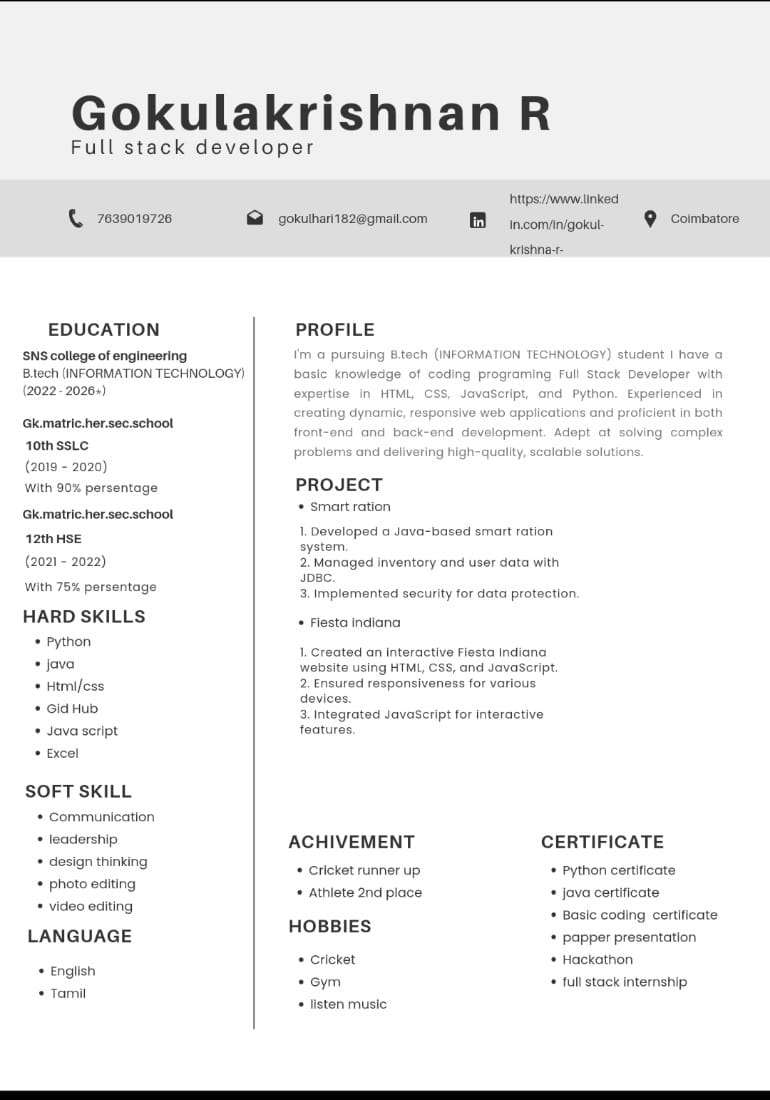 Gokulakrishnan R
Full stack developer
7639019726
gokulhari182@gmail.com
https://www.linked
in.com/in/gokul-
krishna-r-
Coimbatore
EDUCATION
SNS college of engineering
B.tech (INFORMATION TECHNOLOGY)
(2022 - 2026*)
Gk.matric.her.sec.school
10th SSLC
(2019 - 2020)
With 90% persentage
Gk.matric.her.sec.school
12th HSE
(2021 - 2022)
With 75% persentage
HARD SKILLS
• Python
• java
• Html/css
• Gid Hub
• Java script
• Excel
SOFT SKILL
• Communication
• leadership
• design thinking
• photo editing
• video editing
LANGUAGE
• English
• Tamil
PROFILE
I'm a pursuing B.tech (INFORMATION TECHNOLOGY) student I have a
basic knowledge of coding programing Full Stack Developer with
expertise in HTML, CSS, JavaScript, and Python. Experienced in
creating dynamic, responsive web applications and proficient in both
front-end and back-end development. Adept at solving complex
problems and delivering high-quality, scalable solutions.
PROJECT
• Smart ration
1. Developed a Java-based smart ration
system.
2. Managed inventory and user data with
JDBC.
3. Implemented security for data protection.
• Fiesta indiana
1. Created an interactive Fiesta Indiana
website using HTML, CSS, and JavaScript.
2. Ensured responsiveness for various
devices.
3. Integrated JavaScript for interactive
features.
ACHIVEMENT
• Cricket runner up
• Athlete 2nd place
HOBBIES
• Cricket
• Gym
• listen music
CERTIFICATE
• Python certificate
• java certificate
• Basic coding  certificate
• papper presentation
• Hackathon
• full stack internship